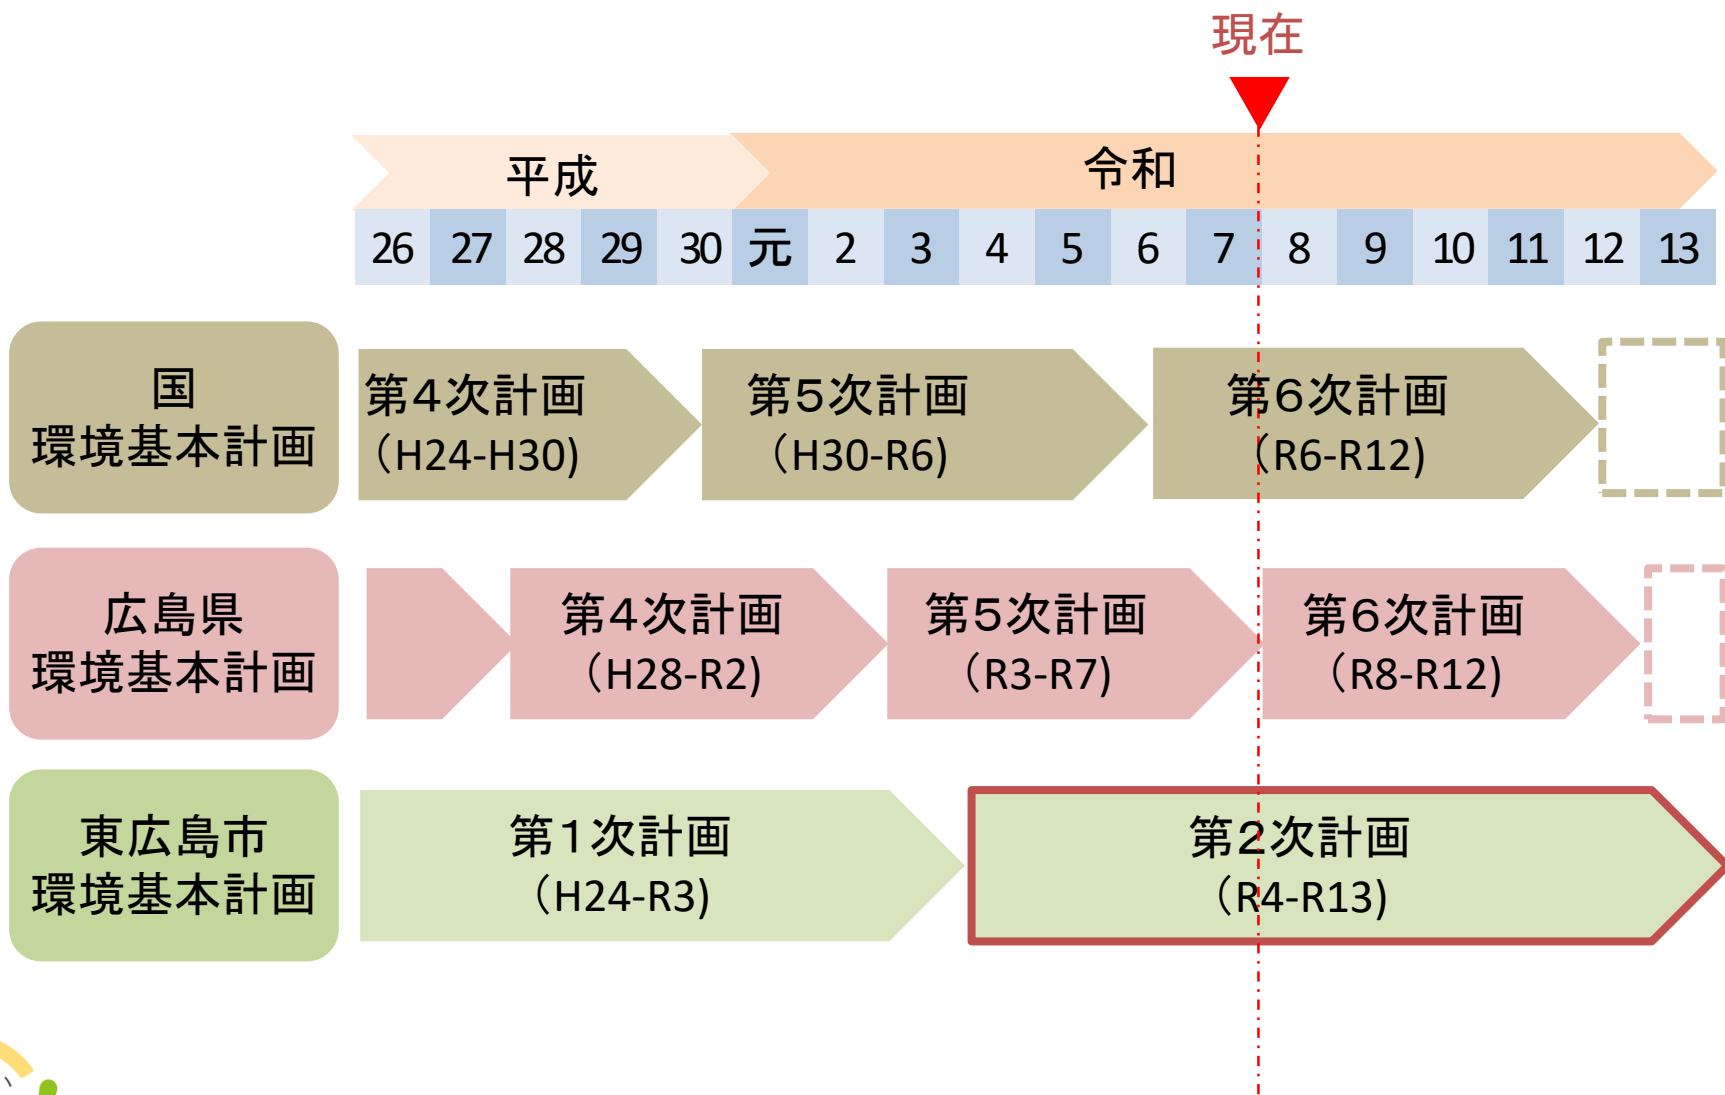 現在
平成
令和
26 27 28 29 30 元 2 3 4 5 6 7 8 9 10 11 12 13
国
環境基本計画
第4次計画
（H24-H30)
第5次計画
（H30-R6)
第6次計画
（R6-R12)
広島県
環境基本計画
第4次計画
（H28-R2)
第5次計画
（R3-R7)
第6次計画
（R8-R12)
東広島市
環境基本計画
第1次計画
（H24-R3)
第2次計画
（R4-R13)